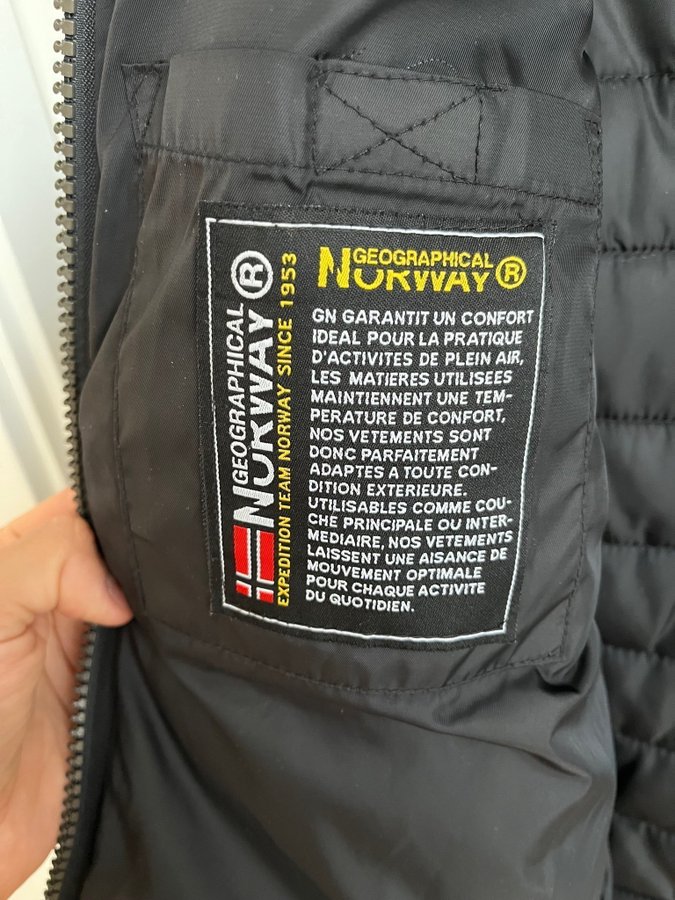 GEOGRAPHICAL
NORWAY®
EXPEDITION TEAM NORWAY SINCE 1953
GEOGRAPHICAL
NORWAY®
GN GARANTIT UN CONFORT
IDEAL POUR LA PRATIQUE
D'ACTIVITES DE PLEIN AIR,
LES MATIERES UTILISEES
MAINTIENNENT UNE TEM-
PERATURE DE CONFORT,
NOS VETEMENTS SONT
DONC PARFAITEMENT
ADAPTES A TOUTE CON-
DITION EXTERIEURE.
UTILISABLES COMME COU-
CHE PRINCIPALE OU INTER-
MEDIAIRE, NOS VETEMENTS
LAISSENT UNE AISANCE DE
MOUVEMENT OPTIMALE
POUR CHAQUE ACTIVITE
DU QUOTIDIEN.